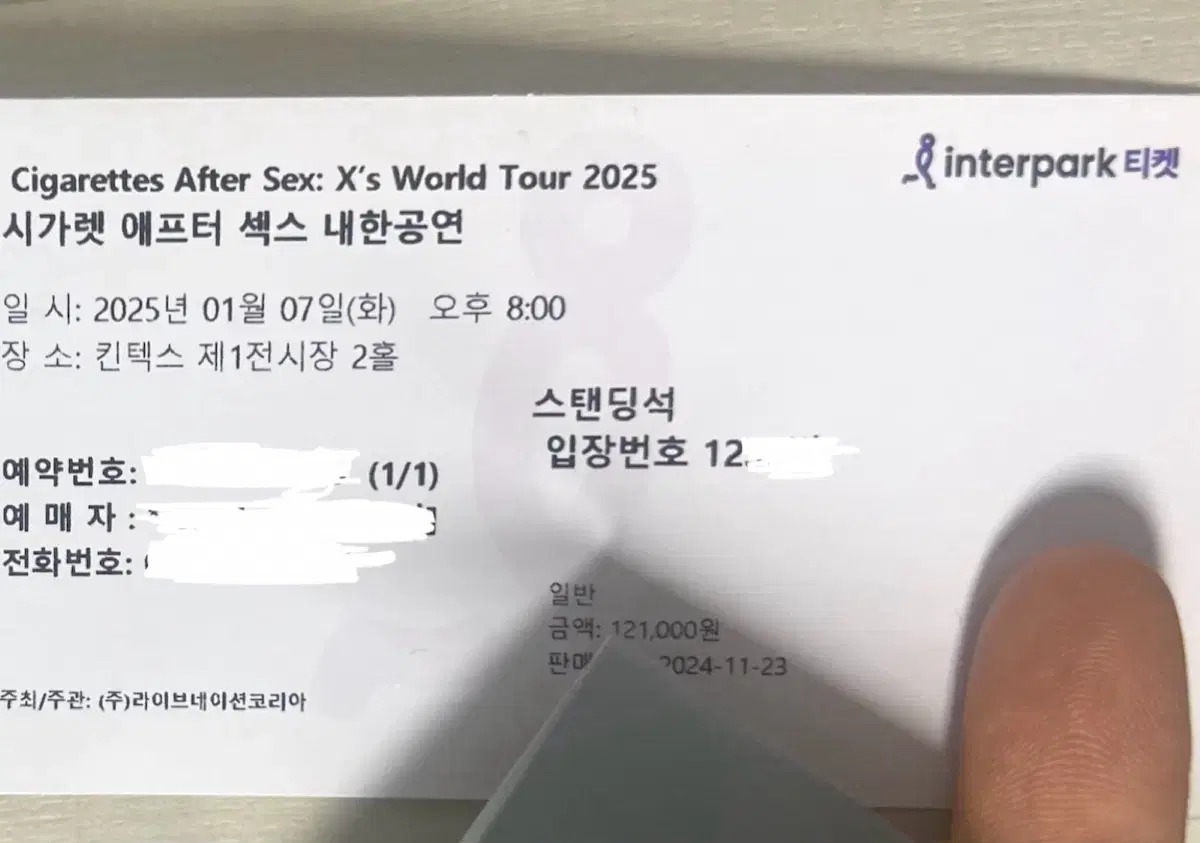 interpark 티켓
Cigarettes After Sex: X's World Tour 2025
시가렛 애프터 섹스 내한공연
일 시: 2025년 01월 07일(화) 오후 8:00
장 소: 킨텍스 제1전시장 2홀
스탠딩석
입장번호 12
예약번호: (1/1)
예 매 자 :
전화번호:
일반
금액: 121,000원
2024-11-23
주최/주관: (주)라이브네이션코리아